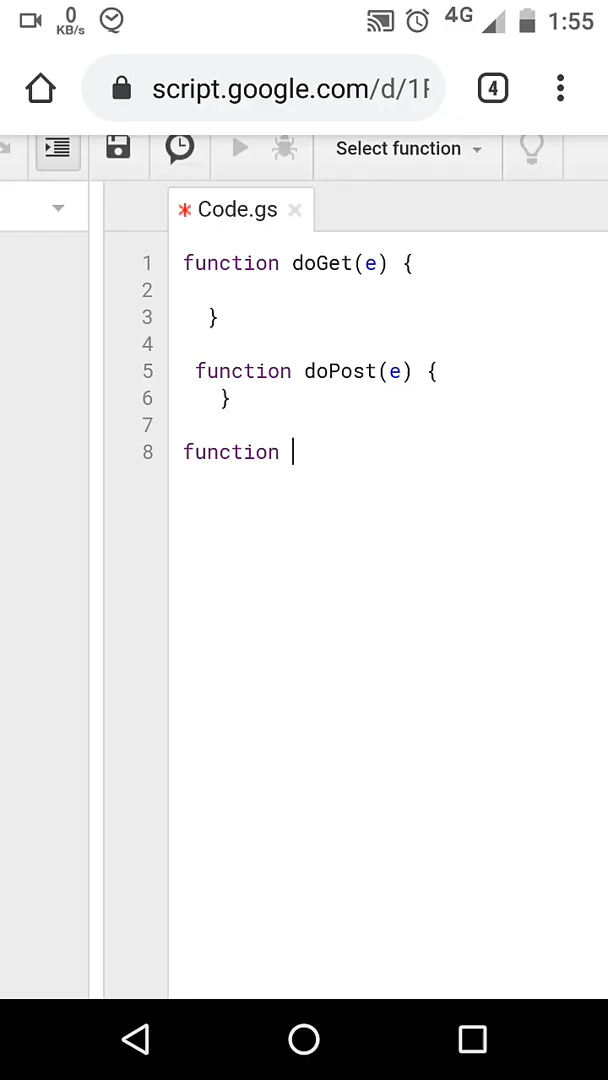 0 KB/s 4G 1:55
script.google.com/d/1F 4
Select function
Code.gs
1 function doGet(e) {
2
3 }
4
5 function doPost(e) {
6 }
7
8 function